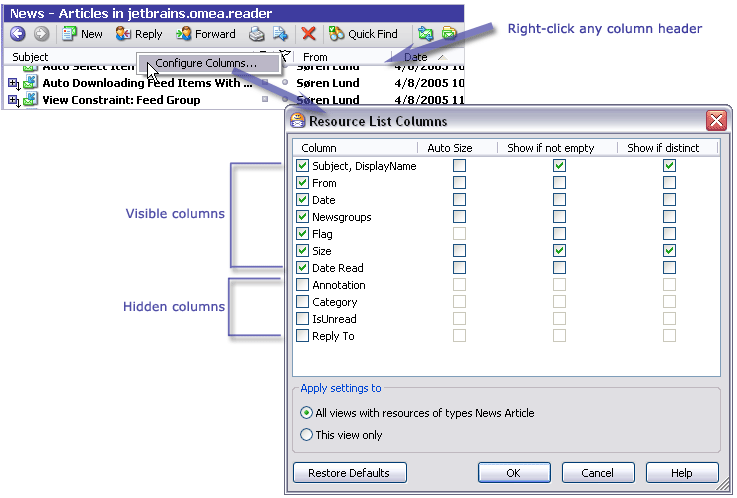 News - Articles in jetbrains.omea.reader
New Reply Forward Quick Find
Right-click any column header
Subject From Date
Configure Columns...
Auto Select Item Søren Lund 4/8/2005 10
Auto Downloading Feed Items With ... Søren Lund 4/8/2005 10
View Constraint: Feed Group Søren Lund 4/8/2005 11
Resource List Columns
Column Auto Size Show if not empty Show if distinct
Subject, DisplayName
From
Date
Visible columns
Newsgroups
Flag
Size
Date Read
Annotation
Hidden columns
Category
IsUnread
Reply To
Apply settings to
All views with resources of types News Article
This view only
Restore Defaults OK Cancel Help